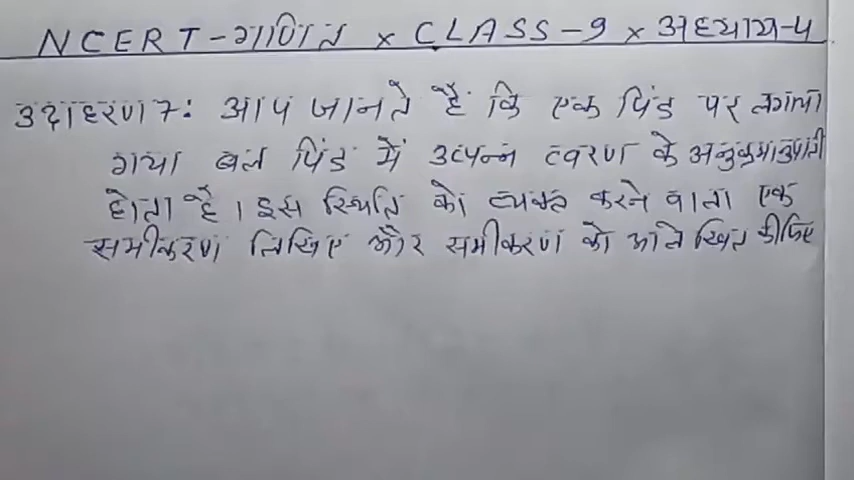 NCERT-गणित × CLASS-9 × अध्याय-4
उदाहरण 7: आप जानते हैं कि एक पिंड पर लगाया
गया बल पिंड में उत्पन्न त्वरण के अनुक्रमानुपाती
होता है। इस स्थिति को व्यक्त करने वाला एक
समीकरण लिखिए और समीकरण को आलेखित कीजिए